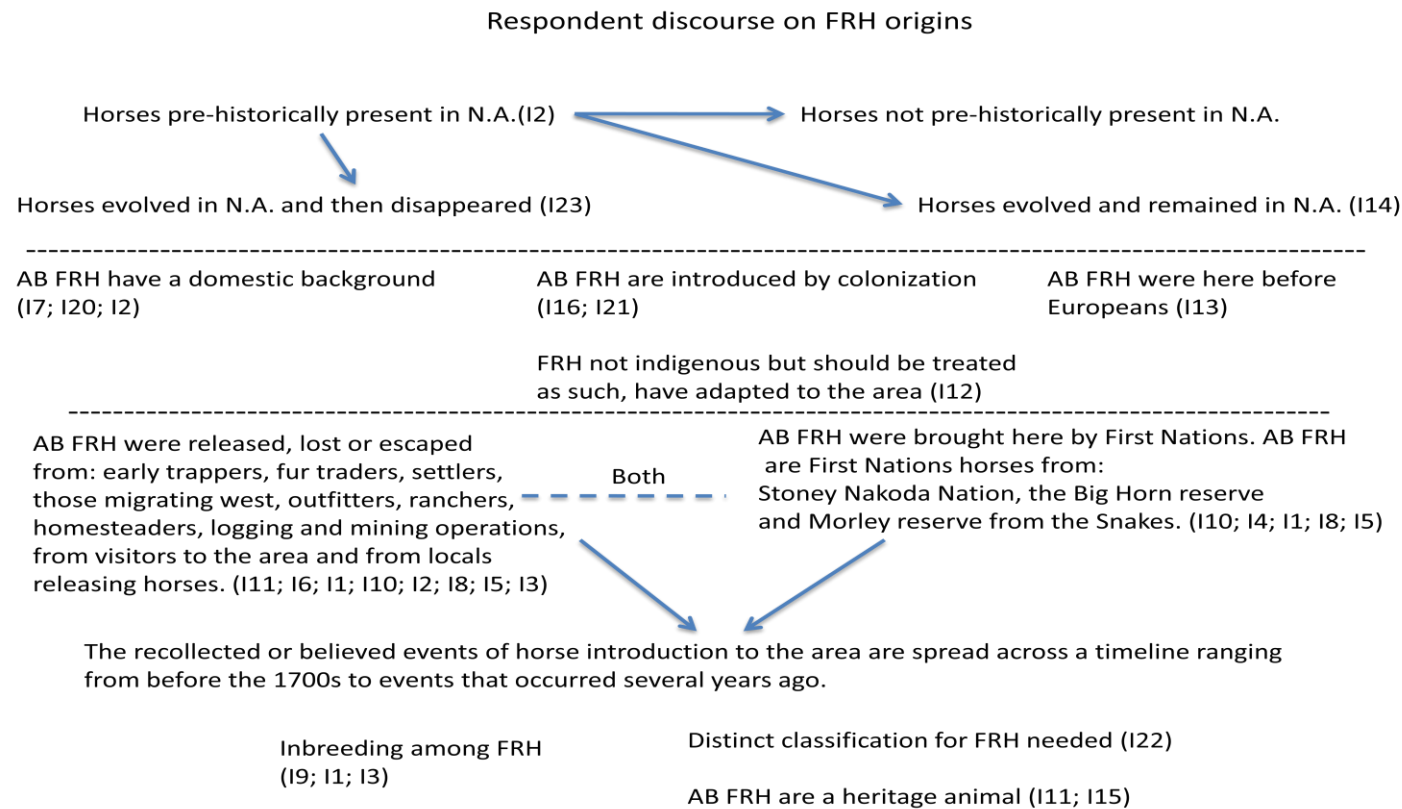 Respondent discourse on FRH origins
Horses pre-historically present in N.A.(I2)
Horses not pre-historically present in N.A.
Horses evolved in N.A. and then disappeared (I23)
Horses evolved and remained in N.A. (I14)
AB FRH have a domestic background
(I7; I20; I2)
AB FRH are introduced by colonization
(I16; I21)
AB FRH were here before
Europeans (I13)
FRH not indigenous but should be treated
as such, have adapted to the area (I12)
AB FRH were released, lost or escaped
from: early trappers, fur traders, settlers,
those migrating west, outfitters, ranchers,
homesteaders, logging and mining operations,
from visitors to the area and from locals
releasing horses. (I11; I6; I1; I10; I2; I8; I5; I3)
Both
AB FRH were brought here by First Nations. AB FRH
are First Nations horses from:
Stoney Nakoda Nation, the Big Horn reserve
and Morley reserve from the Snakes. (I10; I4; I1; I8; I5)
The recollected or believed events of horse introduction to the area are spread across a timeline ranging
from before the 1700s to events that occurred several years ago.
Inbreeding among FRH
(I9; I1; I3)
Distinct classification for FRH needed (I22)
AB FRH are a heritage animal (I11; I15)